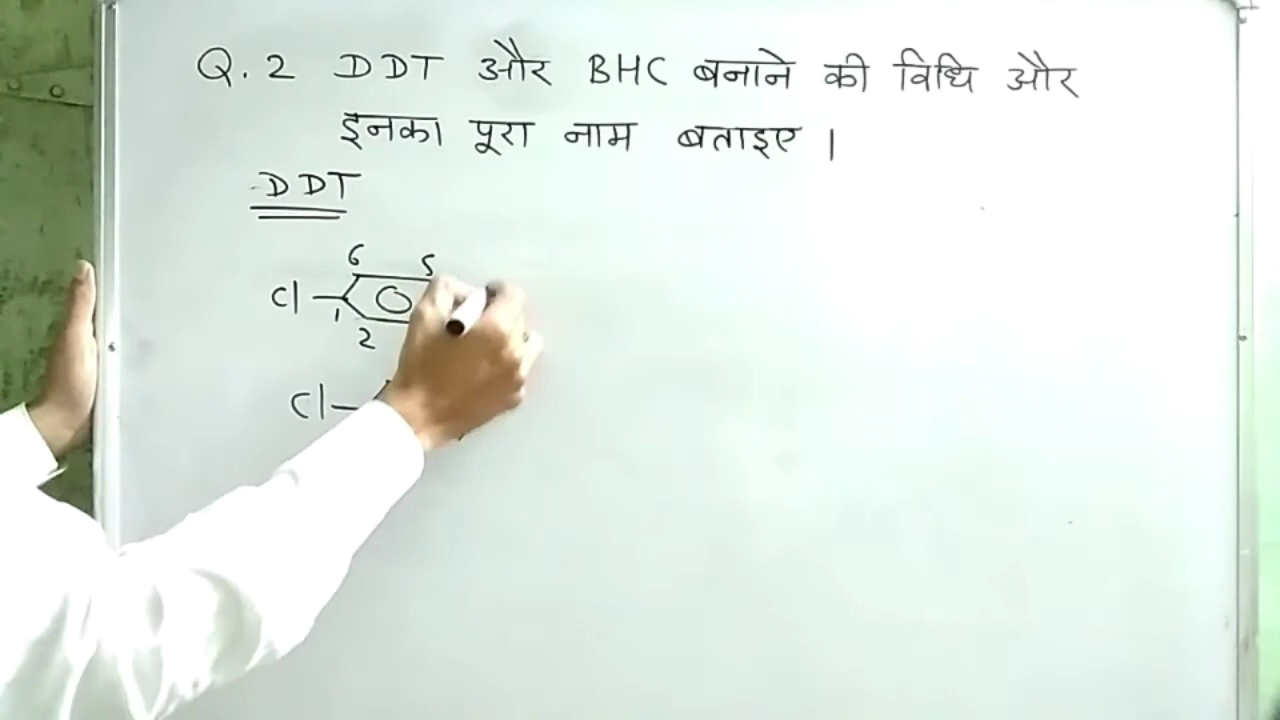 Q. 2 DDT और BHC बनाने की विधि और
इनका पूरा नाम बताइए ।
DDT
6 5
Cl
1
2
Cl